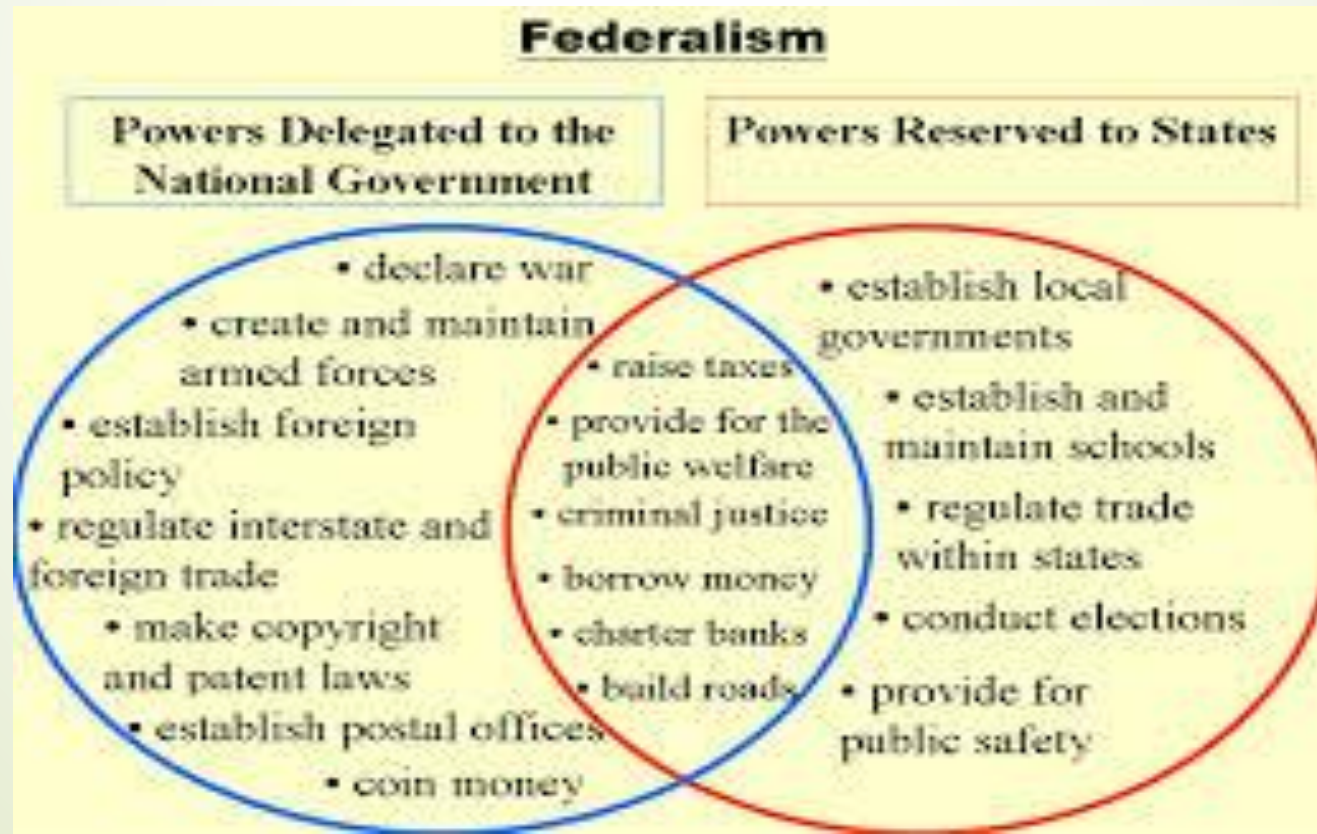 Federalism
Powers Delegated to the
National Government
Powers Reserved to States
• declare war
• create and maintain
armed forces
• establish foreign
policy
• regulate interstate and
foreign trade
• make copyright
and patent laws
• establish postal offices
• coin money
• raise taxes
• provide for the
public welfare
• criminal justice
• borrow money
• charter banks
• build roads
• establish local
governments
• establish and
maintain schools
• regulate trade
within states
• conduct elections
• provide for
public safety